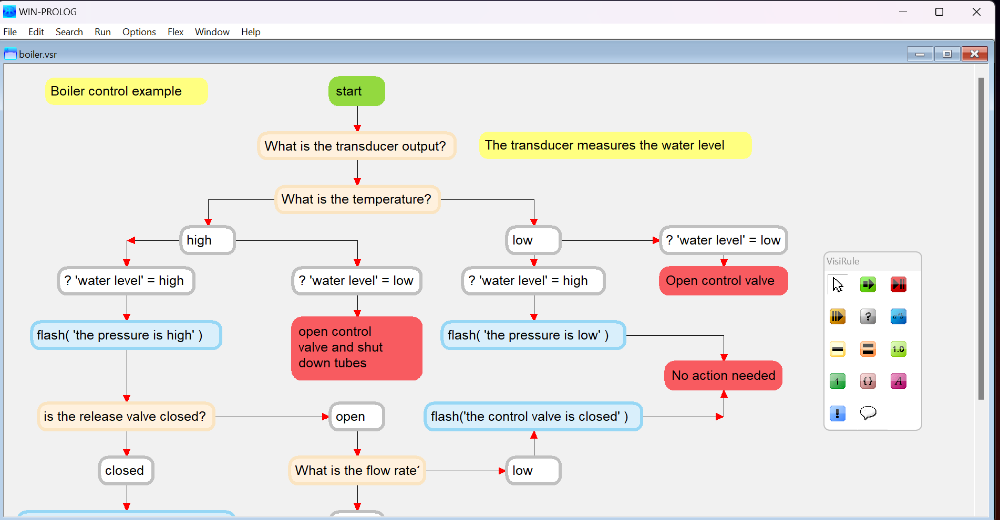 WIN-PROLOG
File Edit Search Run Options Flex Window Help
boiler.vsr
Boiler control example
start
What is the transducer output?
The transducer measures the water level
What is the temperature?
high
low
? 'water level' = low
? 'water level' = high
? 'water level' = low
? 'water level' = high
Open control valve
VisiRule
?
a*b
flash( 'the pressure is high' )
open control
valve and shut
down tubes
flash( 'the pressure is low' )
1.0
No action needed
1
{}
A
is the release valve closed?
open
flash('the control valve is closed' )
!
closed
What is the flow rate?
low